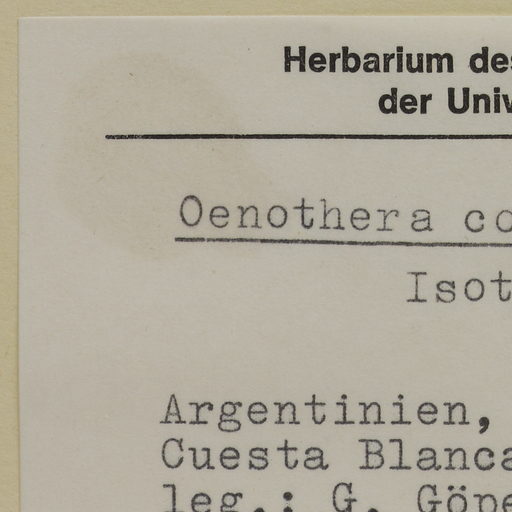 Herbarium des
der Univ
Oenothera co
Isot
Argentinien,
Cuesta Blanca
leg.: G. Göpe